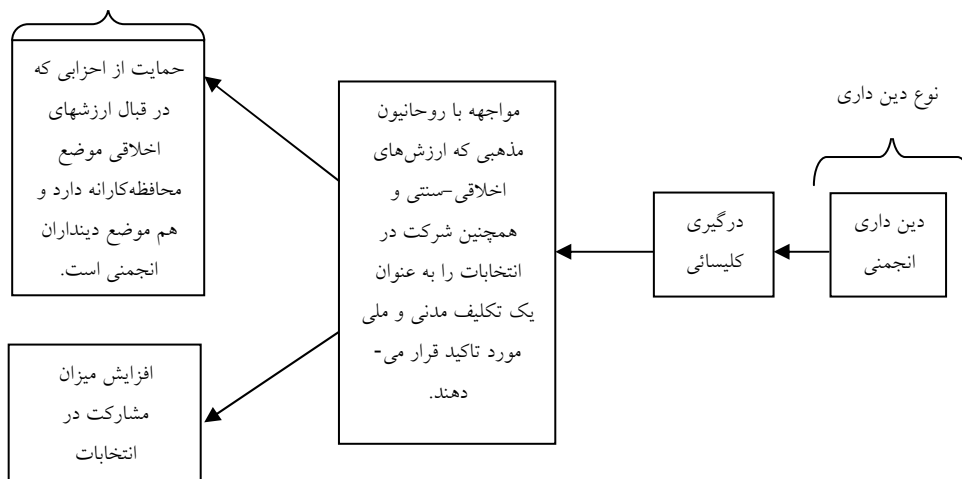 نوع دین داری
دین داری
انجمنی
درگیری
کلیسائی
مواجهه با روحانیون
مذهبی که ارزش‌های
اخلاقی-سنتی و
همچنین شرکت در
انتخابات را به عنوان
یک تکلیف مدنی و ملی
مورد تاکید قرار می-
دهند.
حمایت از احزابی که
در قبال ارزشهای
اخلاقی موضع
محافظه‌کارانه دارد و
هم موضع دینداران
انجمنی است.
افزایش میزان
مشارکت در
انتخابات